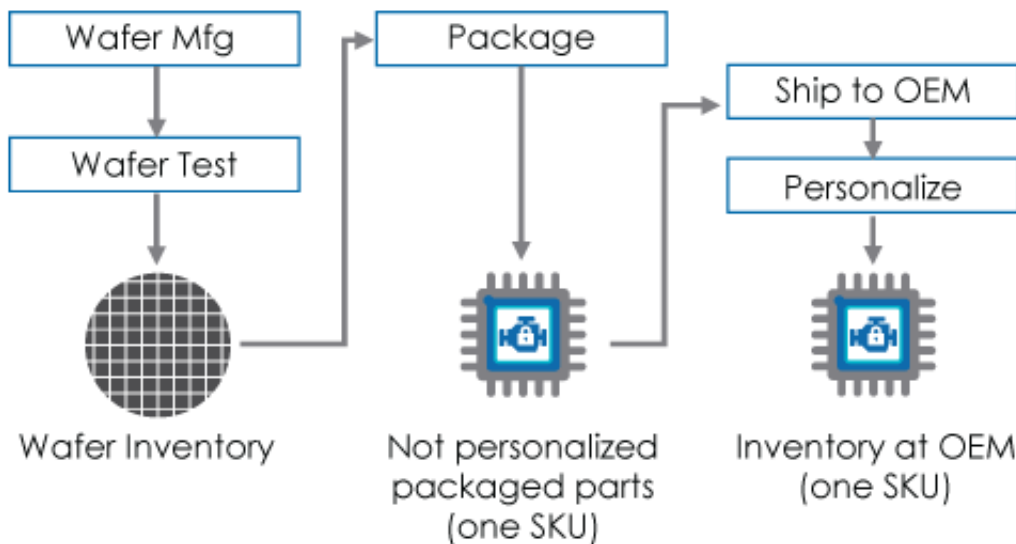 Wafer Mfg
Wafer Test
Wafer Inventory
Package
Not personalized
packaged parts
(one SKU)
Ship to OEM
Personalize
Inventory at OEM
(one SKU)